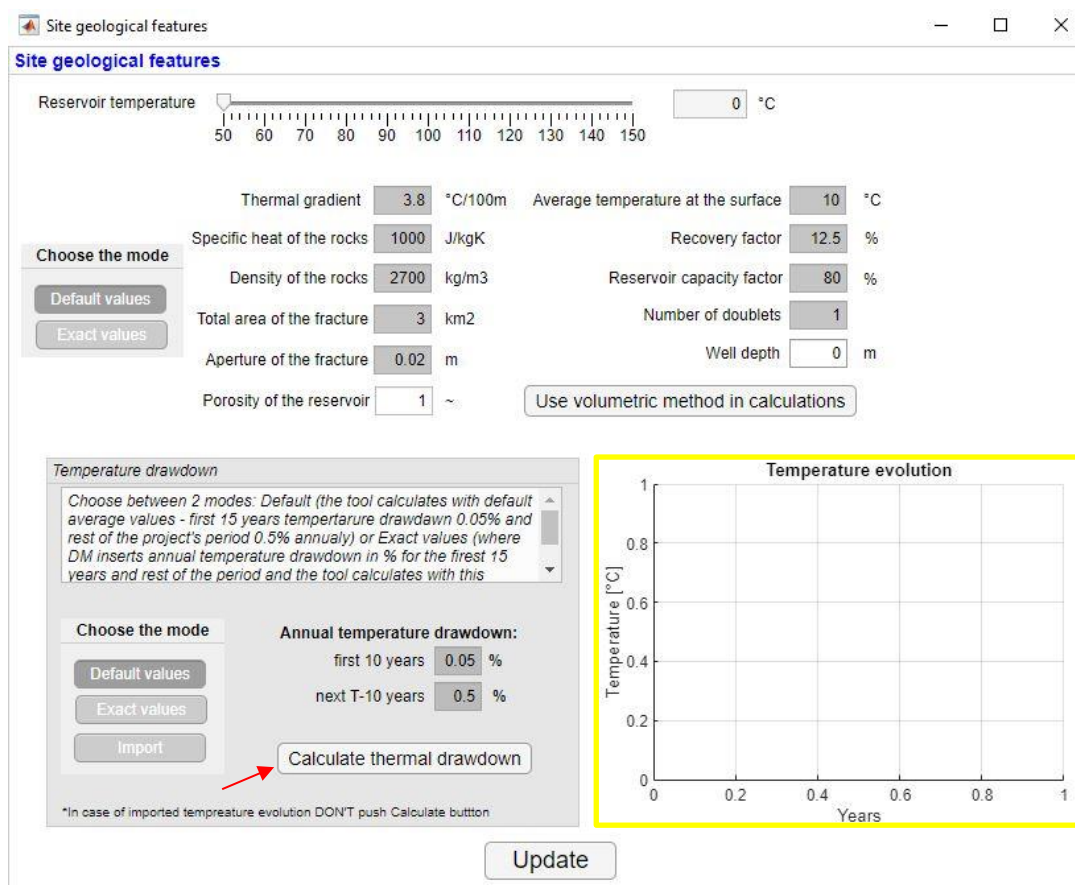 Site geological features
Site geological features
Reservoir temperature
0 °C
50 60 70 80 90 100 110 120 130 140 150
Thermal gradient 3.8 °C/100m Average temperature at the surface 10 °C
Specific heat of the rocks 1000 J/kgK Recovery factor 12.5 %
Choose the mode
Default values
Exact values
Density of the rocks 2700 kg/m3 Reservoir capacity factor 80 %
Total area of the fracture 3 km2 Number of doublets 1
Aperture of the fracture 0.02 m Well depth 0 m
Porosity of the reservoir 1 ~ Use volumetric method in calculations
Temperature drawdown
Choose between 2 modes: Default (the tool calculates with default
average values - first 15 years tempertarure drawdawn 0.05% and
rest of the project's period 0.5% annualy) or Exact values (where
DM inserts annual temperature drawdown in % for the firest 15
years and rest of the period and the tool calculates with this
Choose the mode
Default values
Exact values
Import
Annual temperature drawdown:
first 10 years 0.05 %
next T-10 years 0.5 %
Calculate thermal drawdown
*In case of imported tempreature evolution DON'T push Calculate buttton
Temperature evolution
Temperature [°C]
1
0.8
0.6
0.4
0.2
0
0 0.2 0.4 0.6 0.8 1
Years
Update